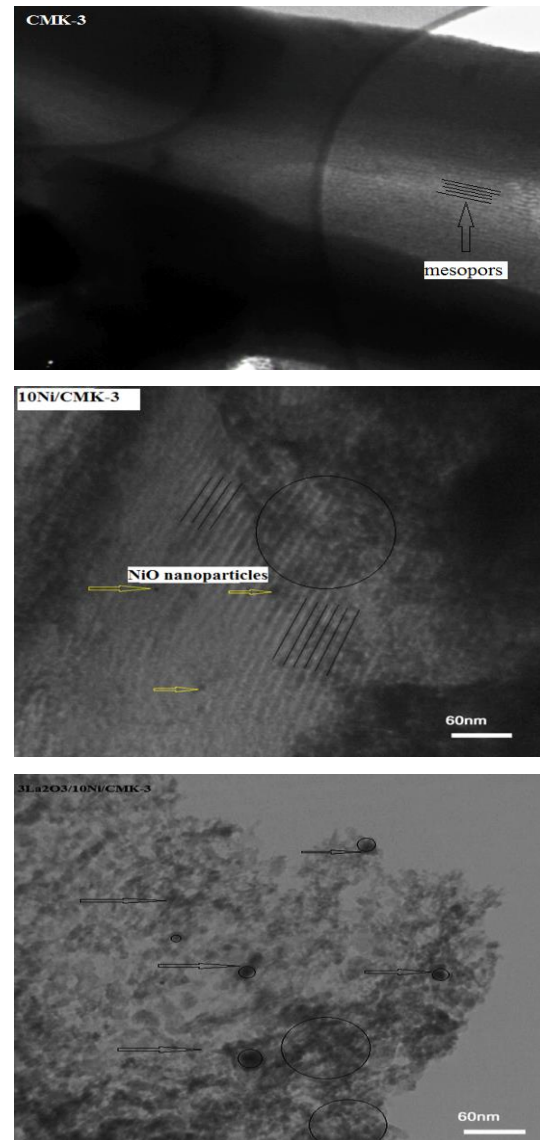 CMK-3
mesopors
10Ni/CMK-3
NiO nanoparticles
60nm
3La2O3/10Ni/CMK-3
60nm